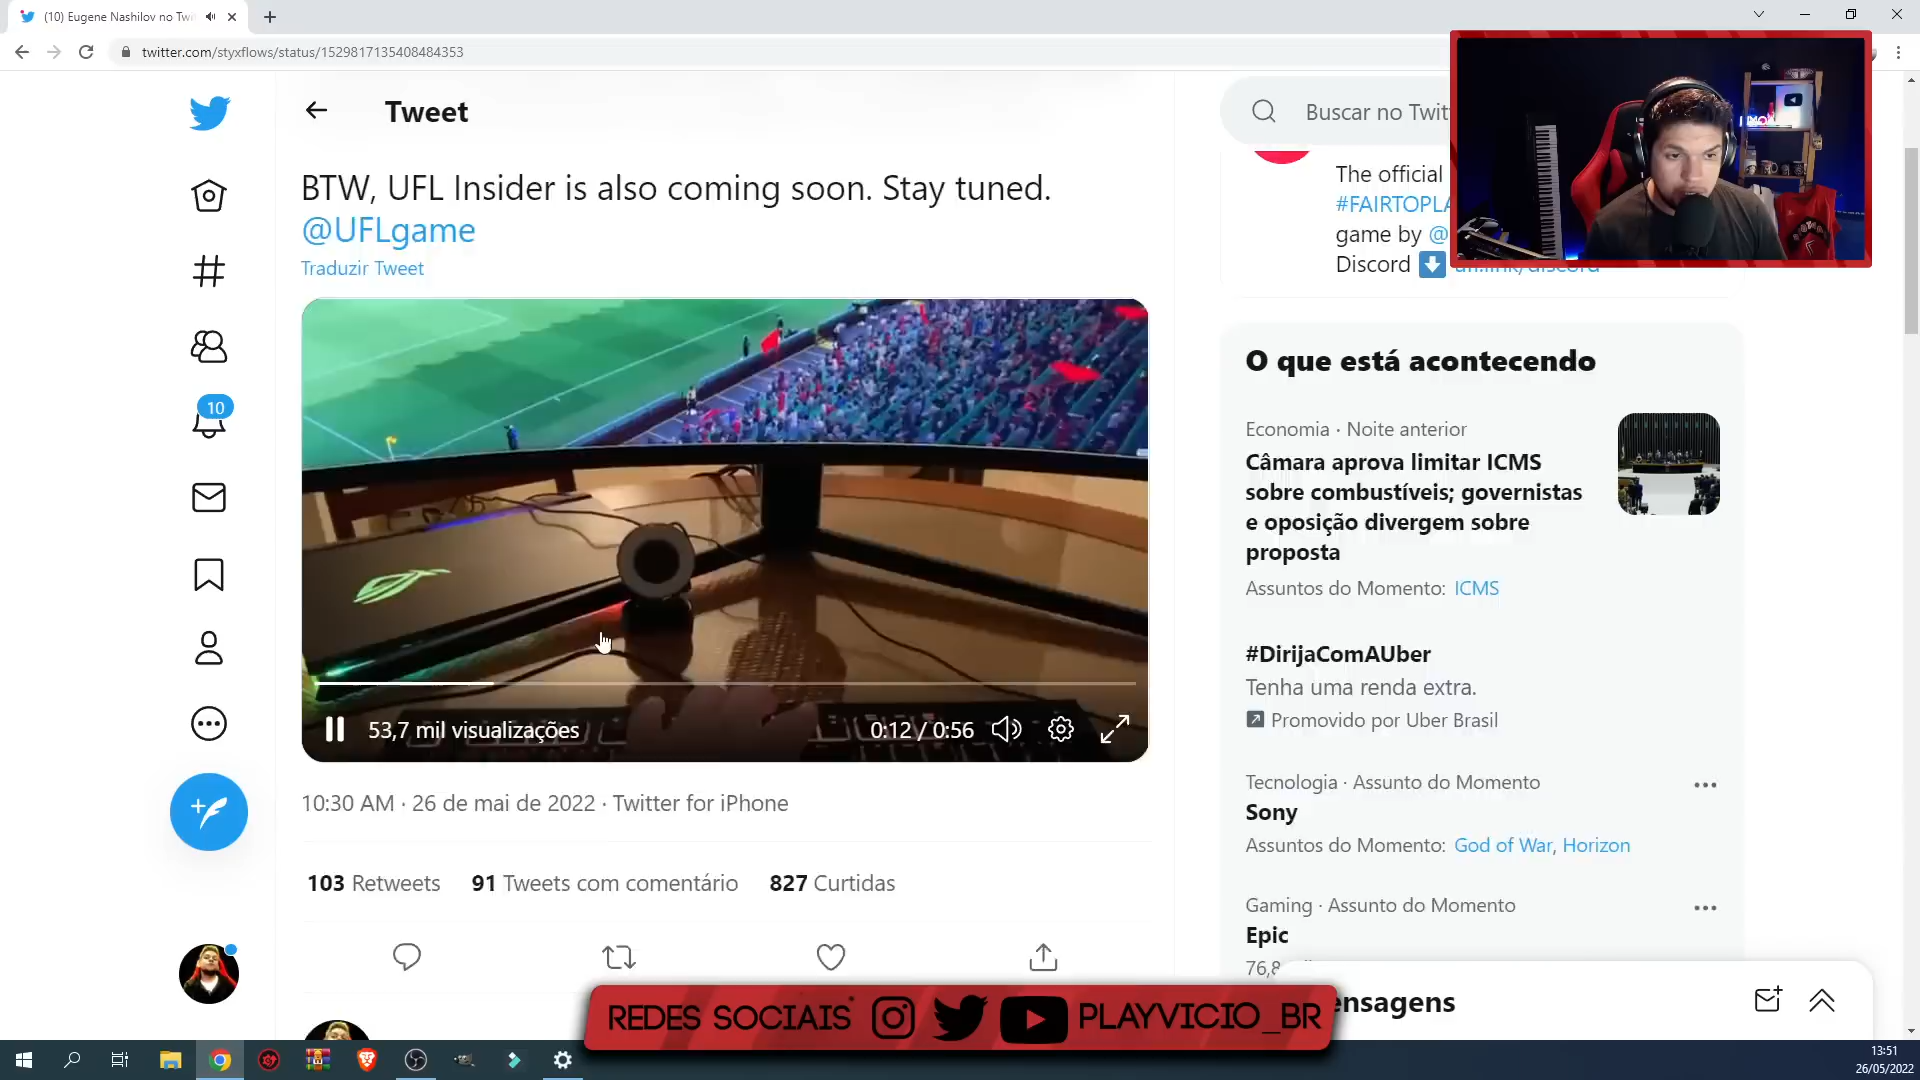 (10) Eugene Nashilov no Twi
twitter.com/styxflows/status/1529817135408484353
Tweet
BTW, UFL Insider is also coming soon. Stay tuned.
@UFLgame
Traduzir Tweet
53,7 mil visualizações
0:12 / 0:56
10:30 AM · 26 de mai de 2022 · Twitter for iPhone
103 Retweets 91 Tweets com comentário 827 Curtidas
10
Buscar no Twit
The official
#FAIRTOPLA
game by @
Discord
O que está acontecendo
Economia · Noite anterior
Câmara aprova limitar ICMS
sobre combustíveis; governistas
e oposição divergem sobre
proposta
Assuntos do Momento: ICMS
#DirijaComAUber
Tenha uma renda extra.
Promovido por Uber Brasil
Tecnologia · Assunto do Momento
Sony
Assuntos do Momento: God of War, Horizon
Gaming · Assunto do Momento
Epic
76,8
ensagens
REDES SOCIAIS PLAYVICIO_BR
13:51
26/05/2022